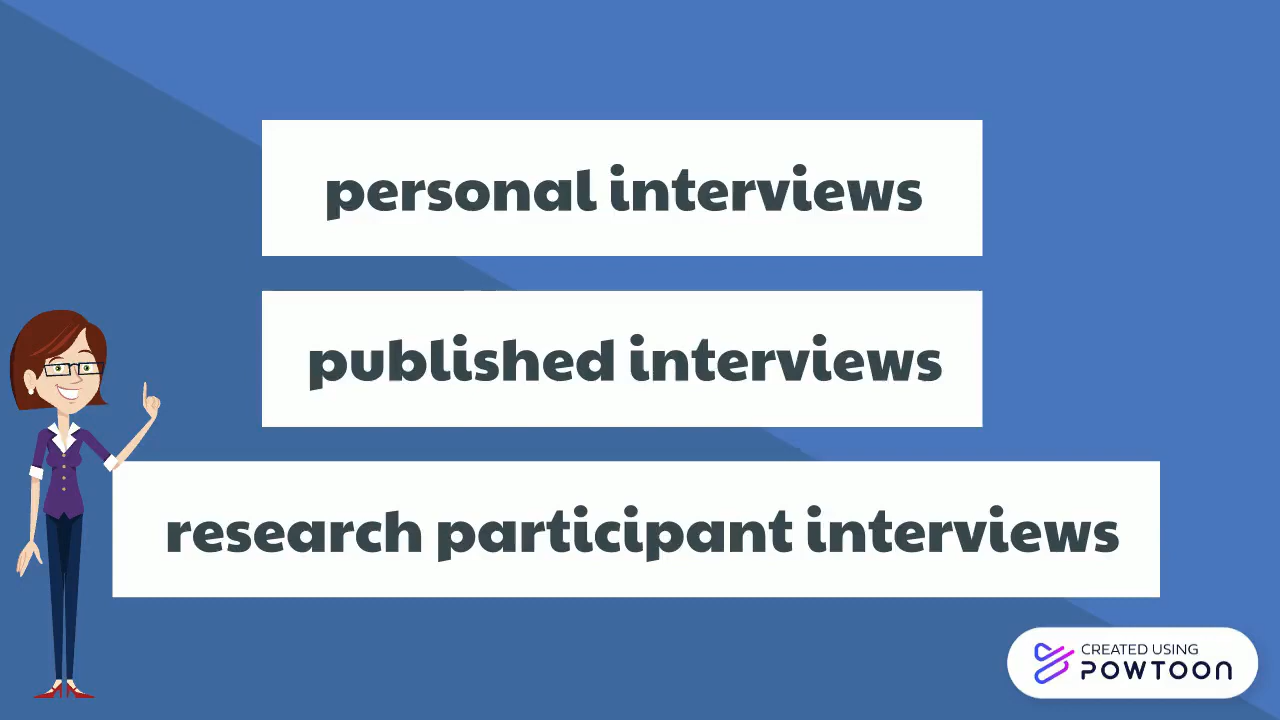 personal interviews
published interviews
research participant interviews
CREATED USING
POWTOON